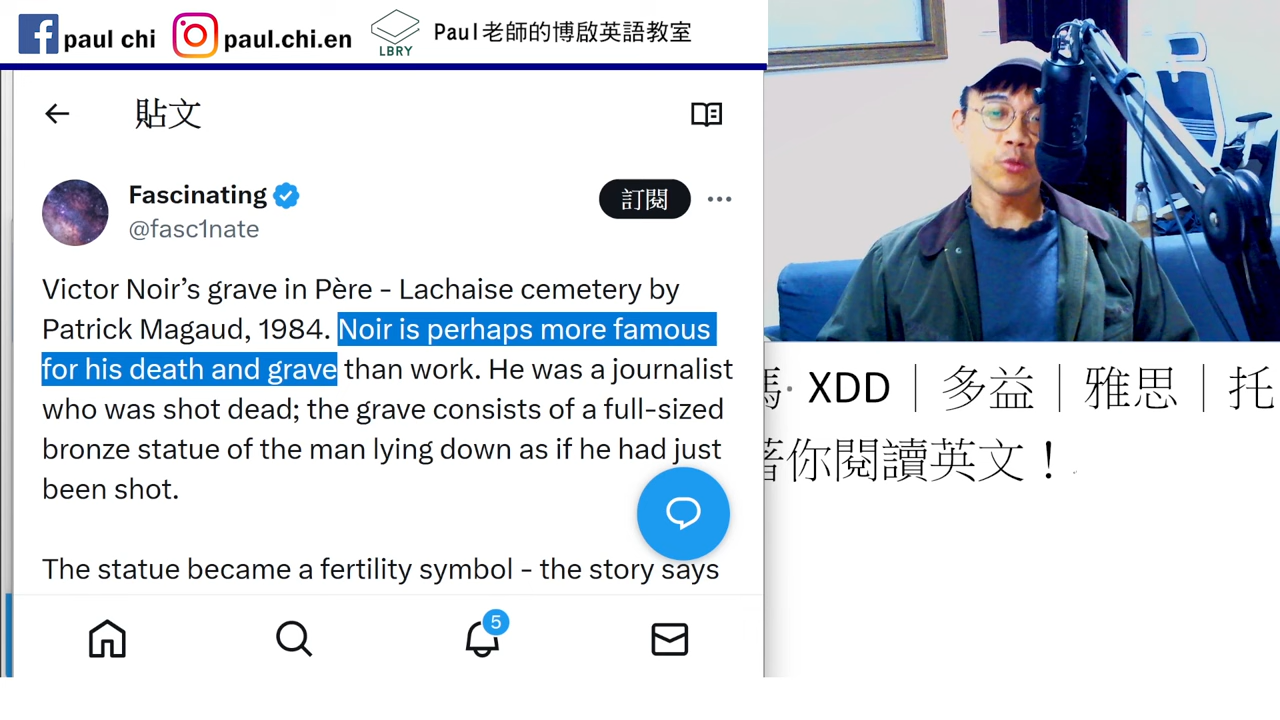 paul chi
paul.chi.en
LBRY
Paul老師的博啟英語教室
貼文
Fascinating
@fasc1nate
訂閱
Victor Noir’s grave in Père - Lachaise cemetery by
Patrick Magaud, 1984. Noir is perhaps more famous
for his death and grave than work. He was a journalist
who was shot dead; the grave consists of a full-sized
bronze statue of the man lying down as if he had just
been shot.
The statue became a fertility symbol - the story says
5
XDD｜多益｜雅思｜托
你閱讀英文！